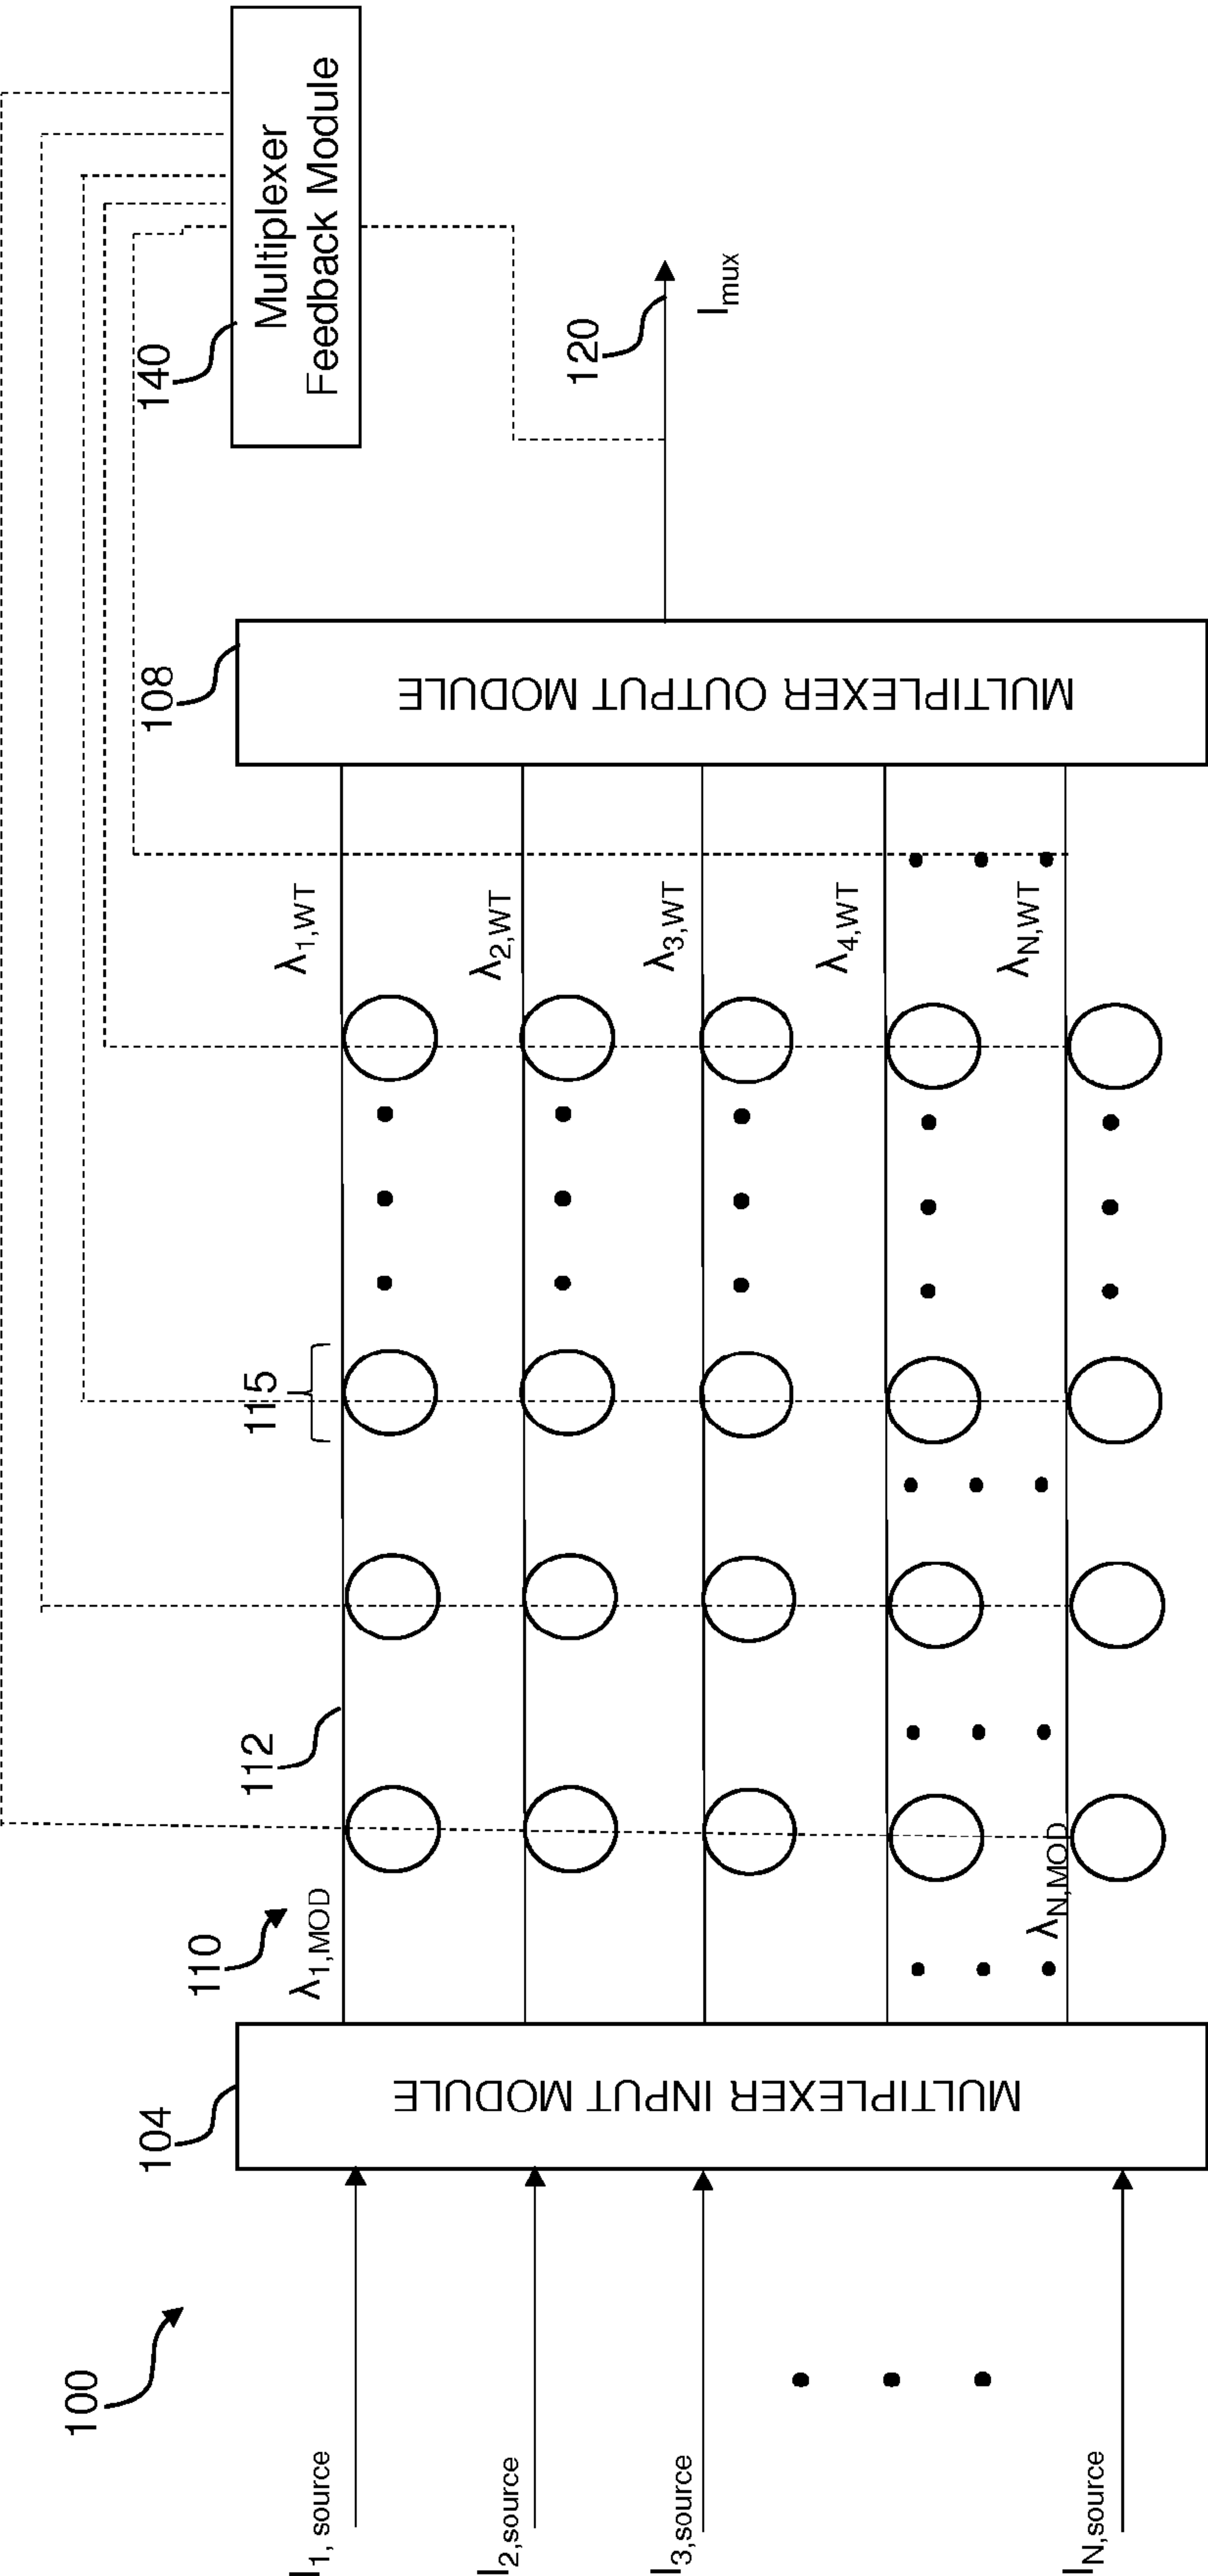 100
I1, source
I2,source
I3,source
IN,source
104
MULTIPLEXER INPUT MODULE
110
λ1,MOD
λN,MOD
112
115
λ1,WT
λ2,WT
λ3,WT
λ4,WT
λN,WT
108
MULTIPLEXER OUTPUT MODULE
120
Imux
140
Multiplexer
Feedback Module